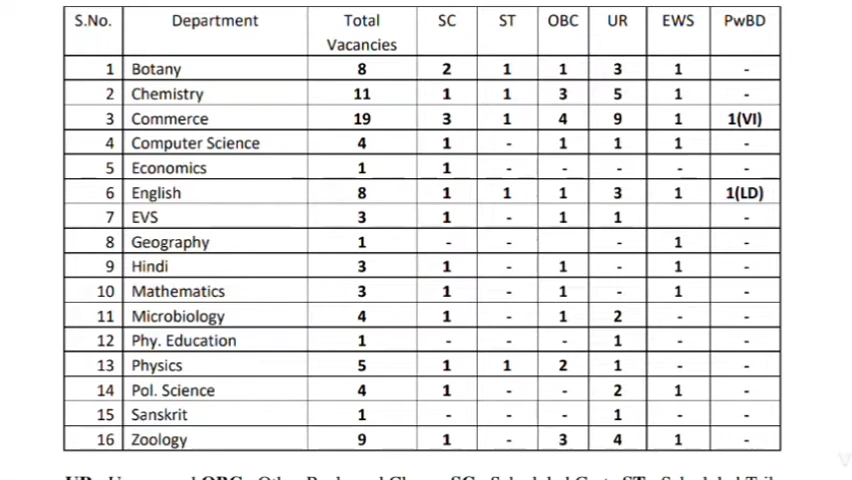 S.No. Department Total Vacancies SC ST OBC UR EWS PwBD
1 Botany 8 2 1 1 3 1 -
2 Chemistry 11 1 1 3 5 1 -
3 Commerce 19 3 1 4 9 1 1(VI)
4 Computer Science 4 1 - 1 1 1 -
5 Economics 1 1 - - - - -
6 English 8 1 1 1 3 1 1(LD)
7 EVS 3 1 - 1 1 -
8 Geography 1 - - - 1 -
9 Hindi 3 1 - 1 - 1 -
10 Mathematics 3 1 - 1 - 1 -
11 Microbiology 4 1 - 1 2 - -
12 Phy. Education 1 - - - 1 - -
13 Physics 5 1 1 2 1 - -
14 Pol. Science 4 1 - - 2 1 -
15 Sanskrit 1 - - - 1 - -
16 Zoology 9 1 - 3 4 1 -